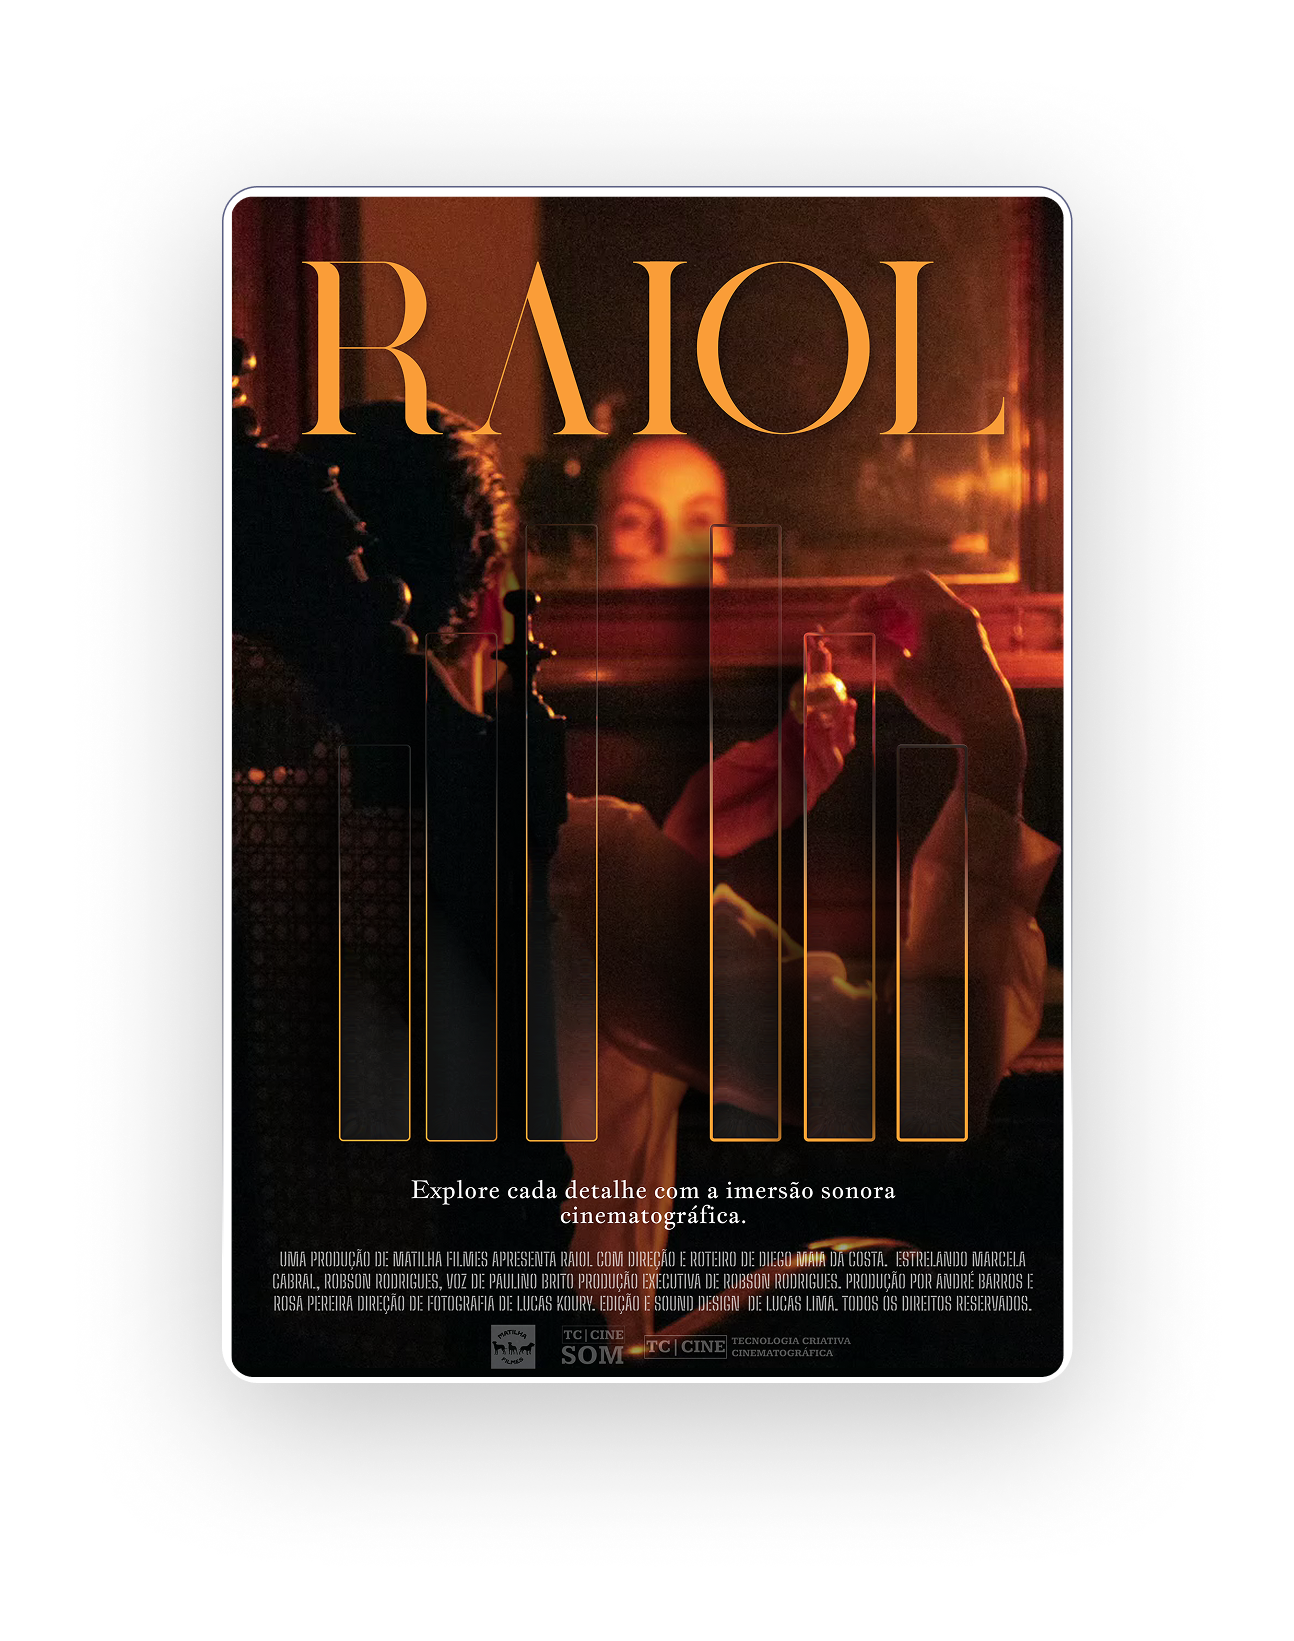 RAIOL
Explore cada detalhe com a imersão sonora
cinematográfica.
UMA PRODUÇÃO DE MATILHA FILMES APRESENTA RAIOL COM DIREÇÃO E ROTEIRO DE DIEGO MAIA DA COSTA. ESTRELANDO MARCELA
CABRAL, ROBSON RODRIGUES, VOZ DE PAULINO BRITO PRODUÇÃO EXECUTIVA DE ROBSON RODRIGUES. PRODUÇÃO POR ANDRÉ BARROS E
ROSA PEREIRA DIREÇÃO DE FOTOGRAFIA DE LUCAS KOURY. EDIÇÃO E SOUND DESIGN DE LUCAS LIMA. TODOS OS DIREITOS RESERVADOS.
MATILHA
FILMES
TC|CINE
SOM
TC|CINE
TECNOLOGIA CRIATIVA
CINEMATOGRÁFICA